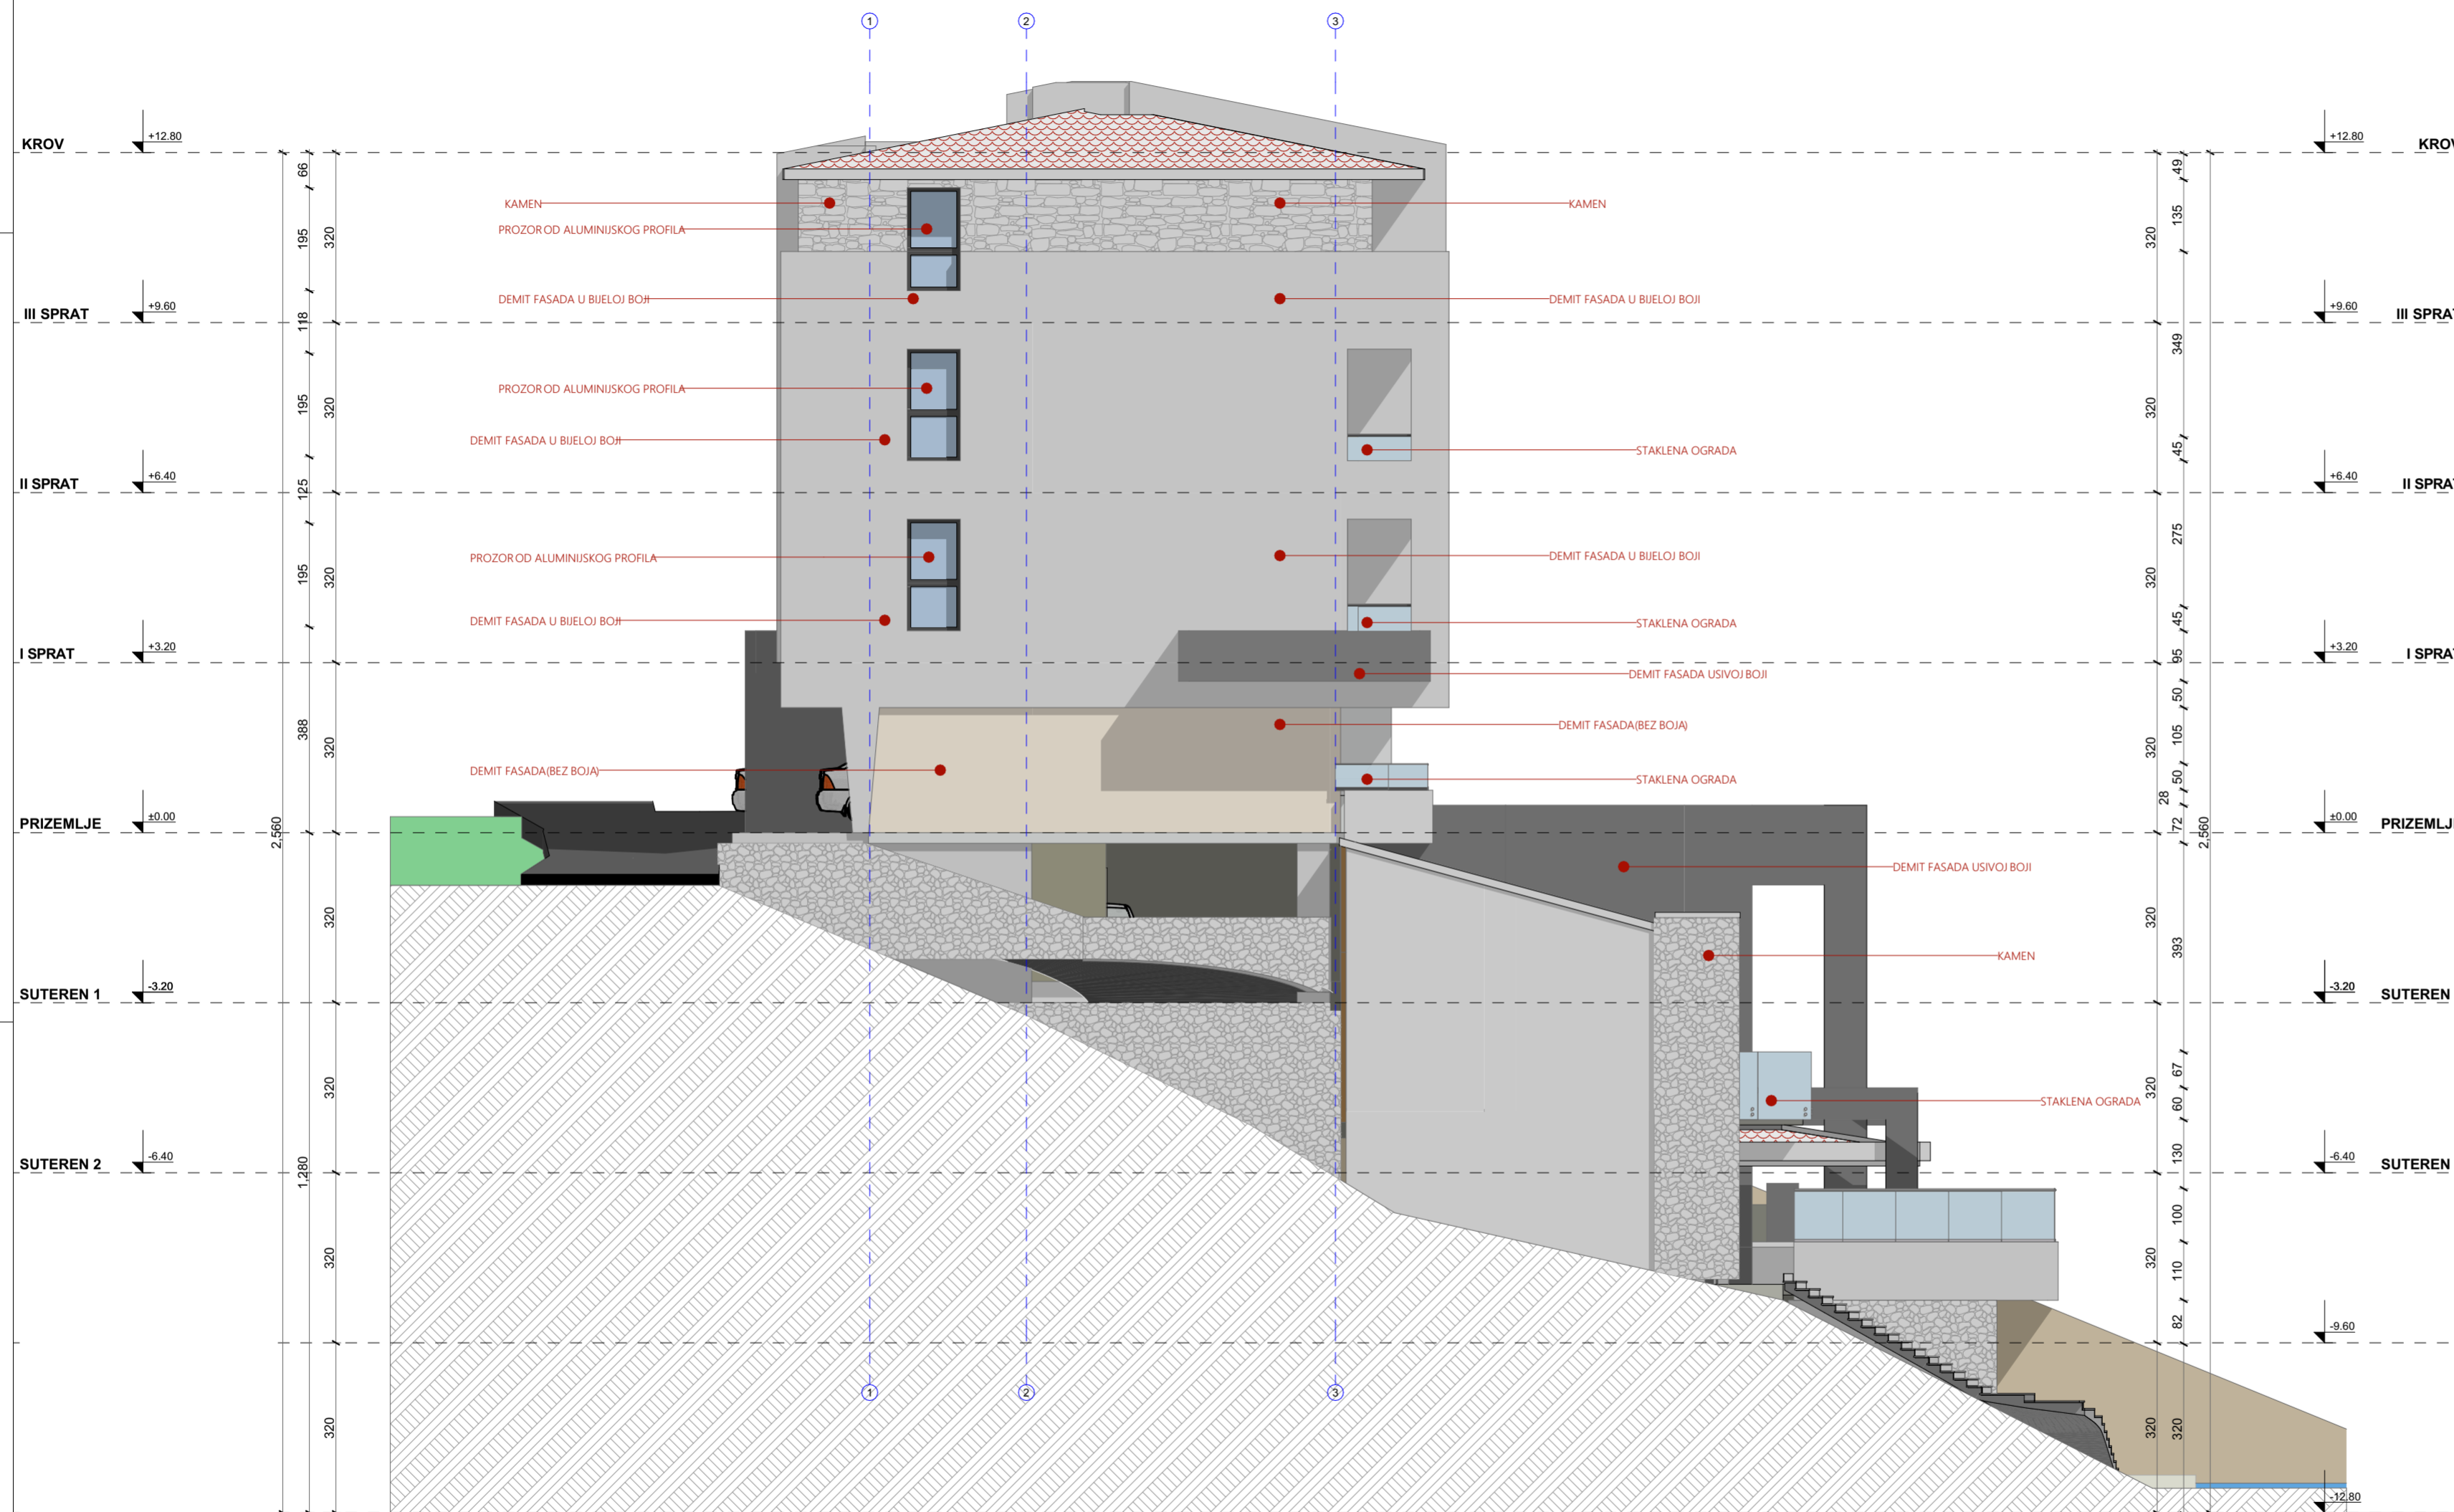 1 2 3
KROV +12.80 +12.80 KROV
66 49
KAMEN KAMEN
195 320 135 320
PROZOR OD ALUMINIJSKOG PROFILA
DEMIT FASADA U BIJELOJ BOJI DEMIT FASADA U BIJELOJ BOJI
III SPRAT +9.60 +9.60 III SPRAT
118 349
PROZOR OD ALUMINIJSKOG PROFILA
195 320 320
DEMIT FASADA U BIJELOJ BOJI STAKLENA OGRADA
45
II SPRAT +6.40 +6.40 II SPRAT
125 275
PROZOR OD ALUMINIJSKOG PROFILA DEMIT FASADA U BIJELOJ BOJI
195 320 320
DEMIT FASADA U BIJELOJ BOJI STAKLENA OGRADA
45
I SPRAT +3.20 +3.20 I SPRAT
95
DEMIT FASADA USIVOJ BOJI
50
DEMIT FASADA(BEZ BOJA)
388 320 320 105
DEMIT FASADA(BEZ BOJA) STAKLENA OGRADA
50
28
PRIZEMLJE ±0.00 ±0.00 PRIZEMLJE
2,560 72 2,560
DEMIT FASADA USIVOJ BOJI
320 320
KAMEN
393
SUTEREN 1 -3.20 -3.20 SUTEREN
67
320 320 60
STAKLENA OGRADA
SUTEREN 2 -6.40 -6.40 SUTEREN
1,280 130
100
320 320
110
82
-9.60
1 2 3
320 320 320
-12.80